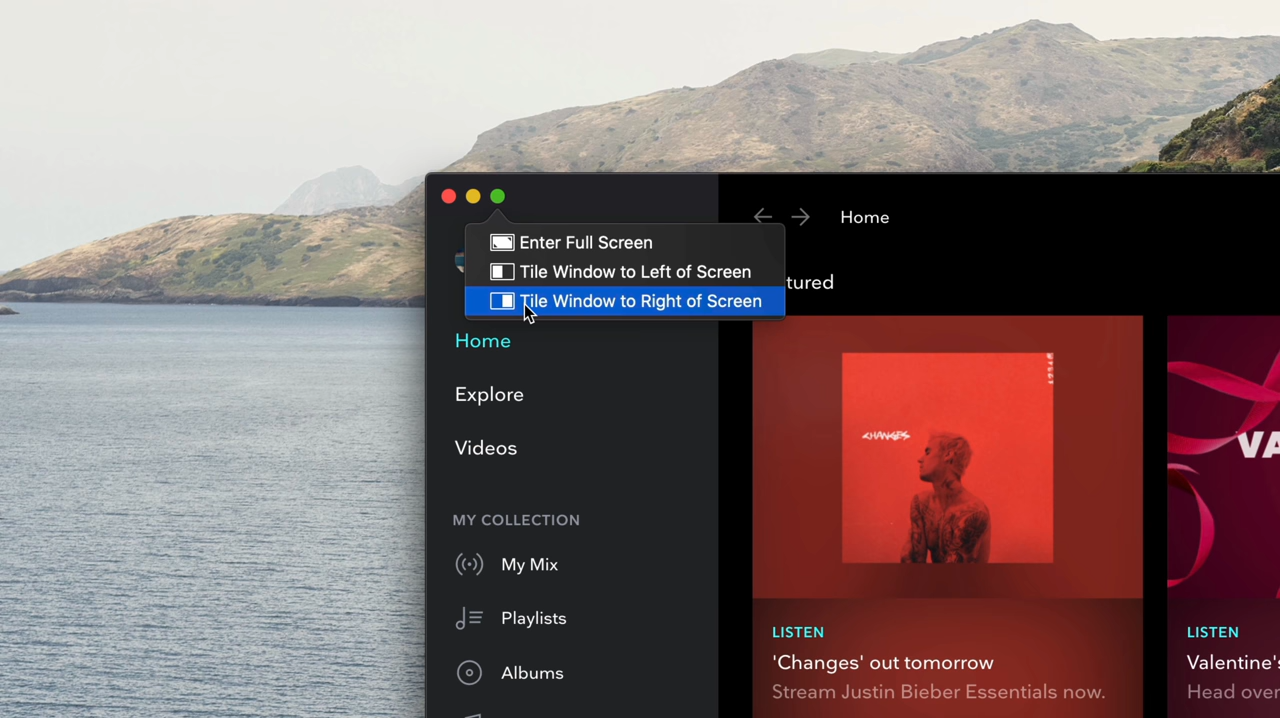 Home
Enter Full Screen
Tile Window to Left of Screen
Tile Window to Right of Screen
tured
Home
Explore
Videos
CHANGES
VA
MY COLLECTION
My Mix
Playlists
Albums
LISTEN
'Changes' out tomorrow
Stream Justin Bieber Essentials now.
LISTEN
Valentine's
Head over